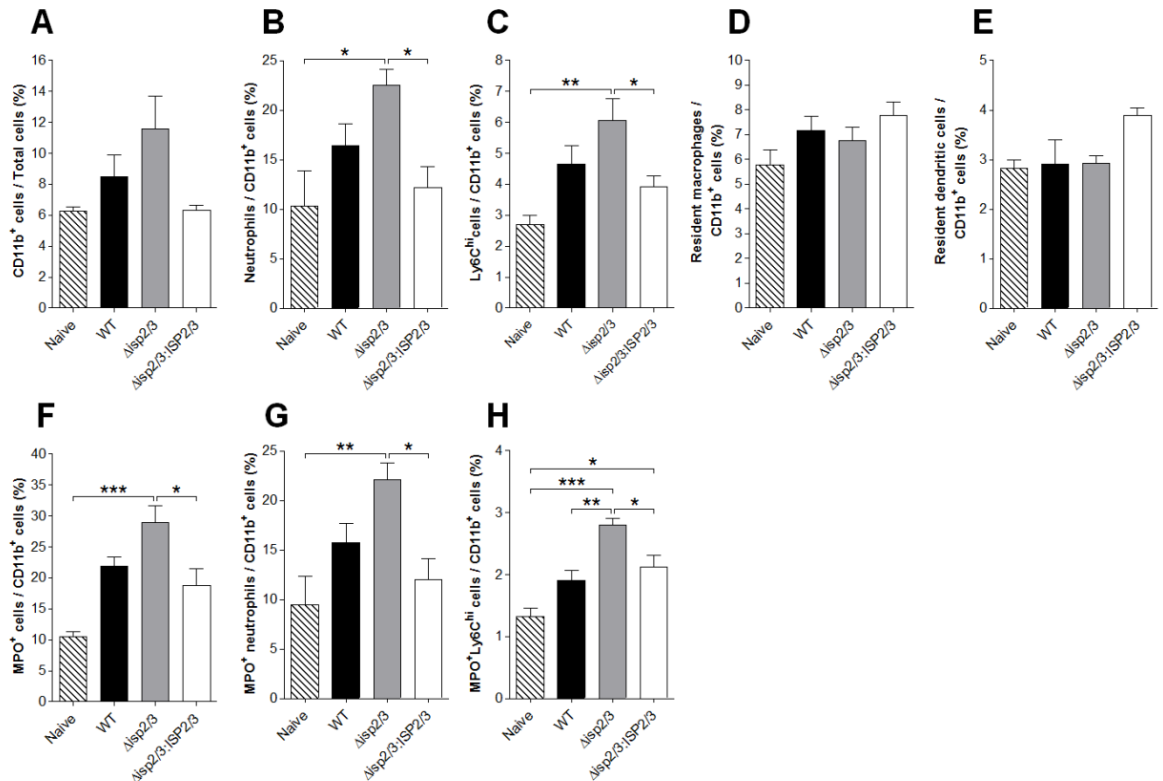 A
CD11b+ cells / Total cells (%)
16
14
12
10
8
6
4
2
0
Naive
WT
Δisp2/3
Δisp2/3:ISP2/3
B
Neutrophils / CD11b+ cells (%)
25
20
15
10
5
0
*
*
Naive
WT
Δisp2/3
Δisp2/3:ISP2/3
C
Ly6Chi cells / CD11b+ cells (%)
8
7
6
5
4
3
2
1
0
**
*
Naive
WT
Δisp2/3
Δisp2/3:ISP2/3
D
Resident macrophages /
CD11b+ cells (%)
10
9
8
7
6
5
4
3
2
1
0
Naive
WT
Δisp2/3
Δisp2/3:ISP2/3
E
Resident dendritic cells /
CD11b+ cells (%)
5
4
3
2
1
0
Naive
WT
Δisp2/3
Δisp2/3:ISP2/3
F
MPO+ cells / CD11b+ cells (%)
40
35
30
25
20
15
10
5
0
***
*
Naive
WT
Δisp2/3
Δisp2/3:ISP2/3
G
MPO+ neutrophils / CD11b+ cells (%)
25
20
15
10
5
0
**
*
Naive
WT
Δisp2/3
Δisp2/3:ISP2/3
H
MPO+Ly6Chi cells / CD11b+ cells (%)
4
3
2
1
0
*
***
**
*
Naive
WT
Δisp2/3
Δisp2/3:ISP2/3